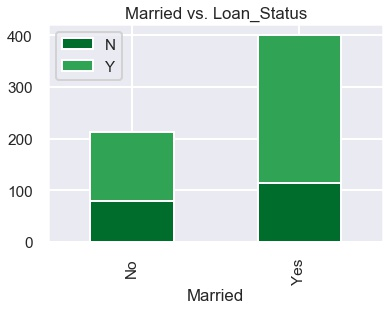 Married vs. Loan_Status
N
Y
400
300
200
100
0
No
Yes
Married